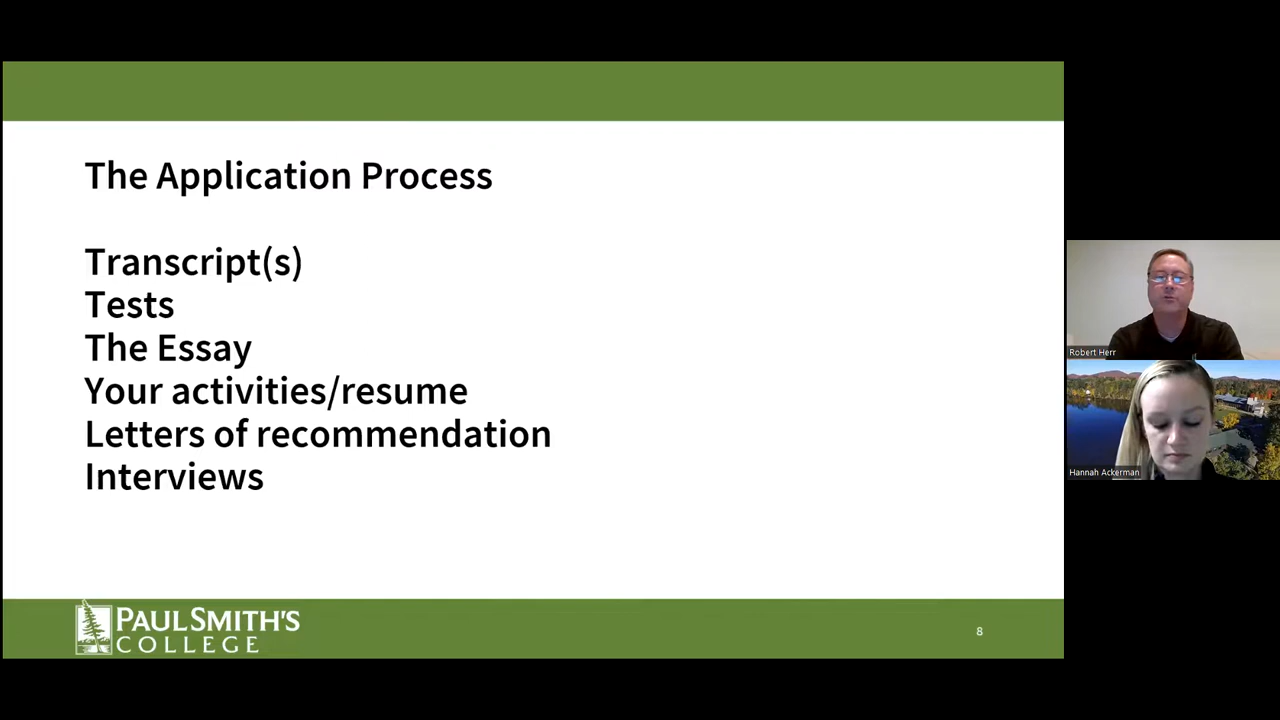 The Application Process
Transcript(s)
Tests
The Essay
Your activities/resume
Letters of recommendation
Interviews
PAUL SMITH'S
COLLEGE
8
Robert Herr
Hannah Ackerman